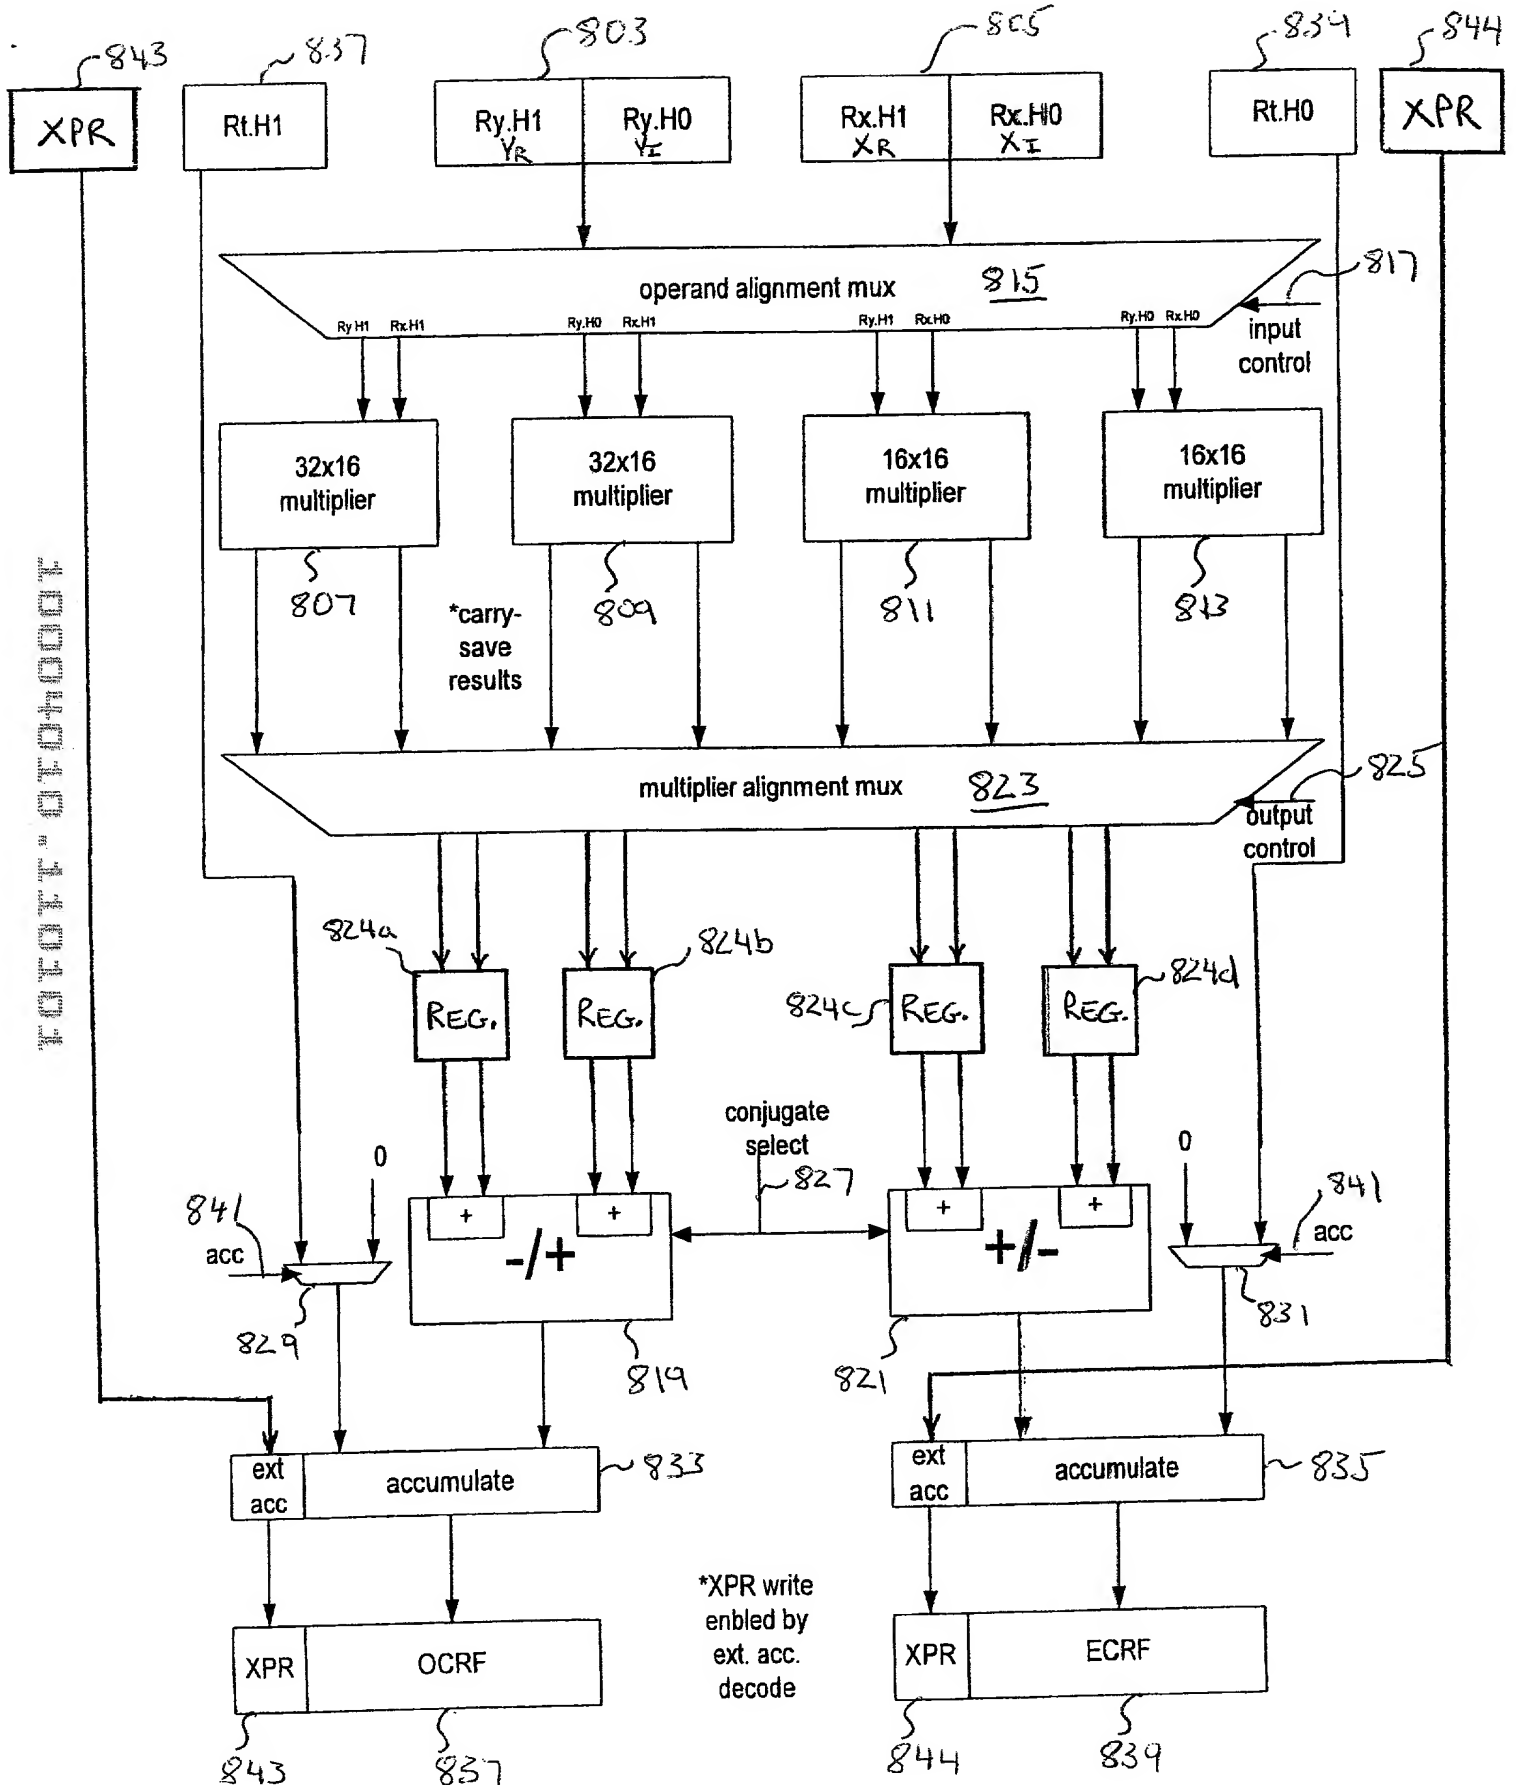 843
837
803
805
839
844
XPR
Rt.H1
Ry.H1
YR
Ry.H0
YI
Rx.H1
XR
Rx.H0
XI
Rt.H0
XPR
operand alignment mux
815
817
input
control
Ry.H1
Rx.H1
Ry.H0
Rx.H1
Ry.H1
Rx.H0
Ry.H0
Rx.H0
32x16
multiplier
32x16
multiplier
16x16
multiplier
16x16
multiplier
807
*carry-
save
results
809
811
813
multiplier alignment mux
823
825
output
control
824a
824b
824c
824d
REG.
REG.
REG.
REG.
conjugate
select
827
0
0
841
acc
841
acc
+
+
-/+
+
+
+/-
829
819
821
831
ext
acc
accumulate
833
ext
acc
accumulate
835
XPR
OCRF
*XPR write
enbled by
ext. acc.
decode
XPR
ECRF
843
837
844
839